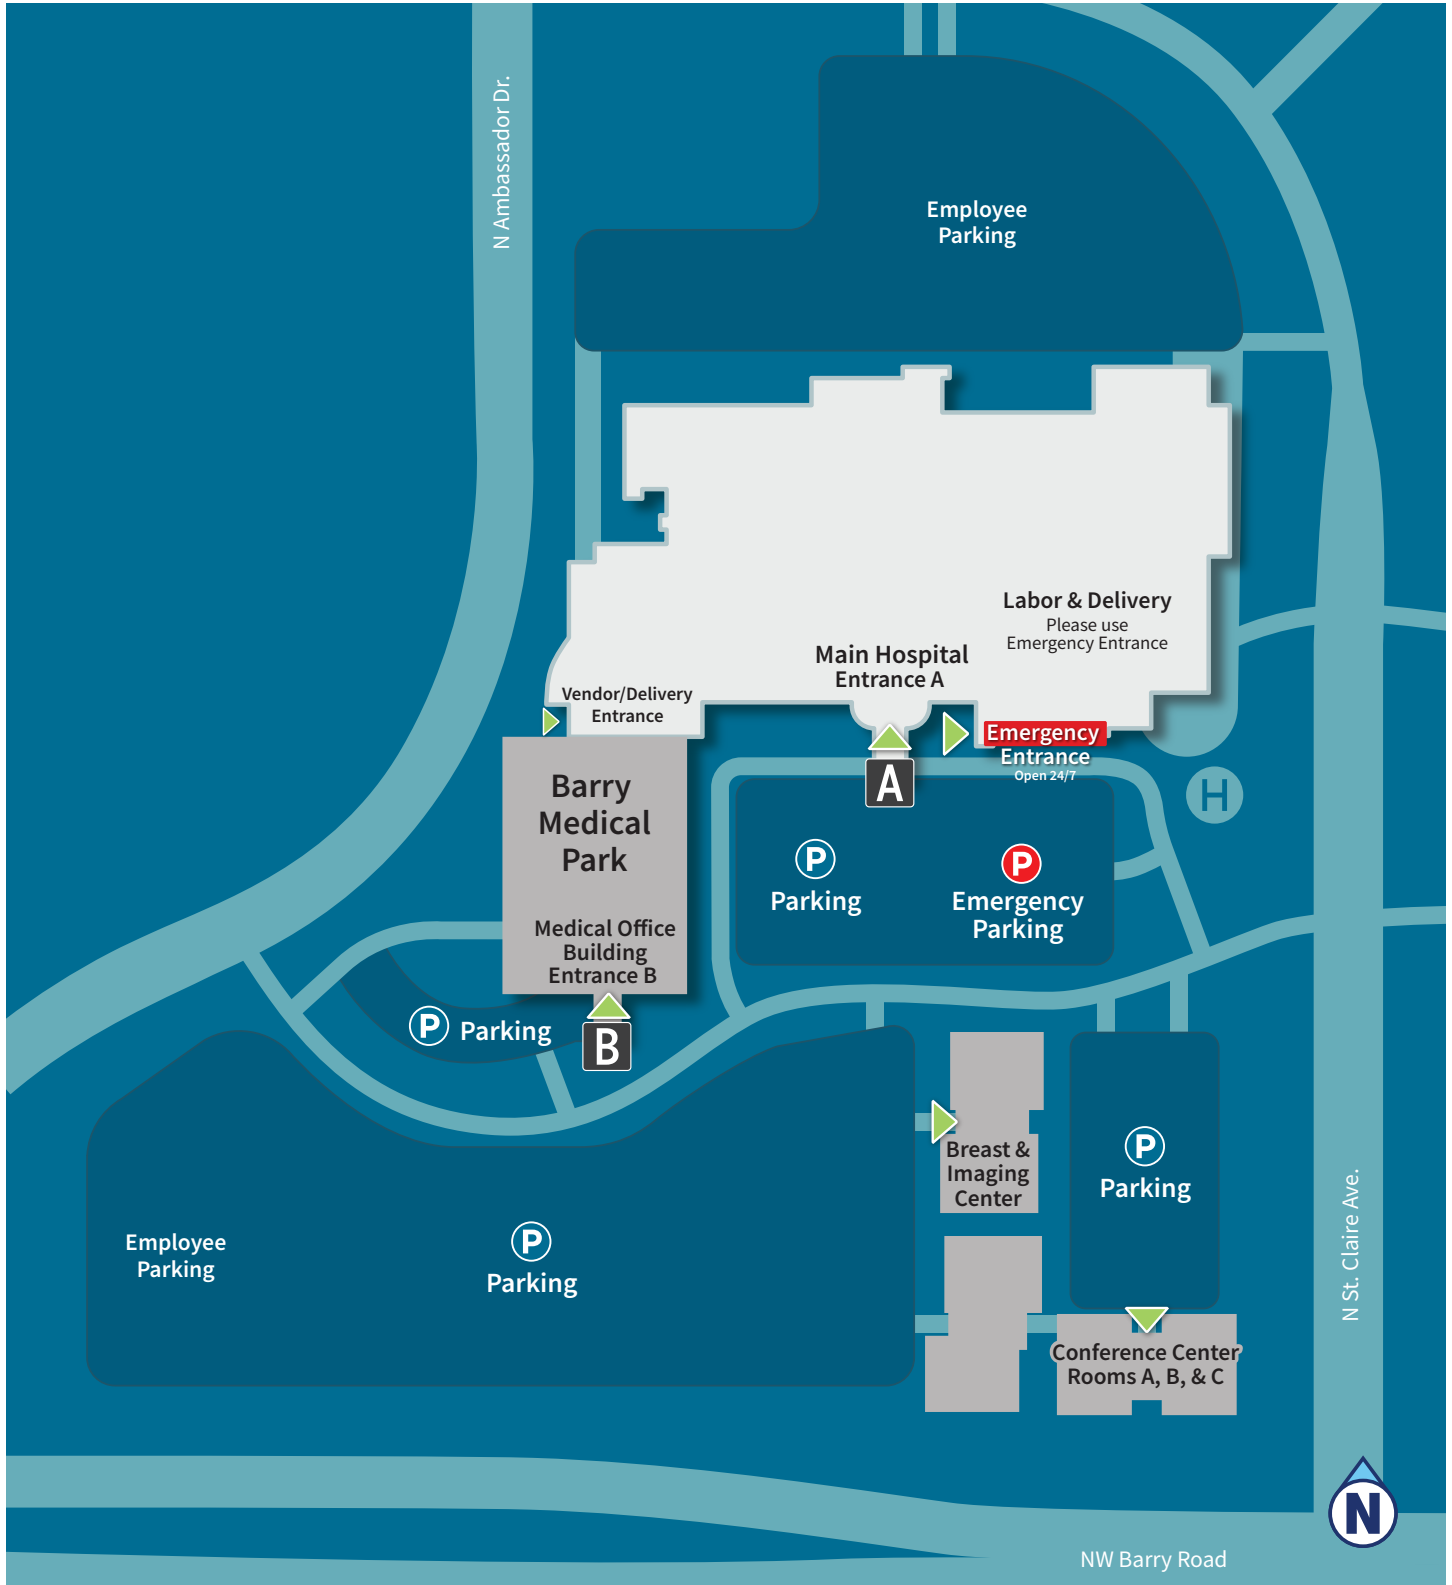 N Ambassador Dr.
Employee
Parking
Labor & Delivery
Please use
Emergency Entrance
Main Hospital
Entrance A
Vendor/Delivery
Entrance
Emergency
Entrance
Open 24/7
A
H
Barry
Medical
Park
P
Parking
P
Emergency
Parking
Medical Office
Building
Entrance B
P
Parking
B
Breast &
Imaging
Center
P
Parking
Employee
Parking
P
Parking
N St. Claire Ave.
Conference Center
Rooms A, B, & C
N
NW Barry Road